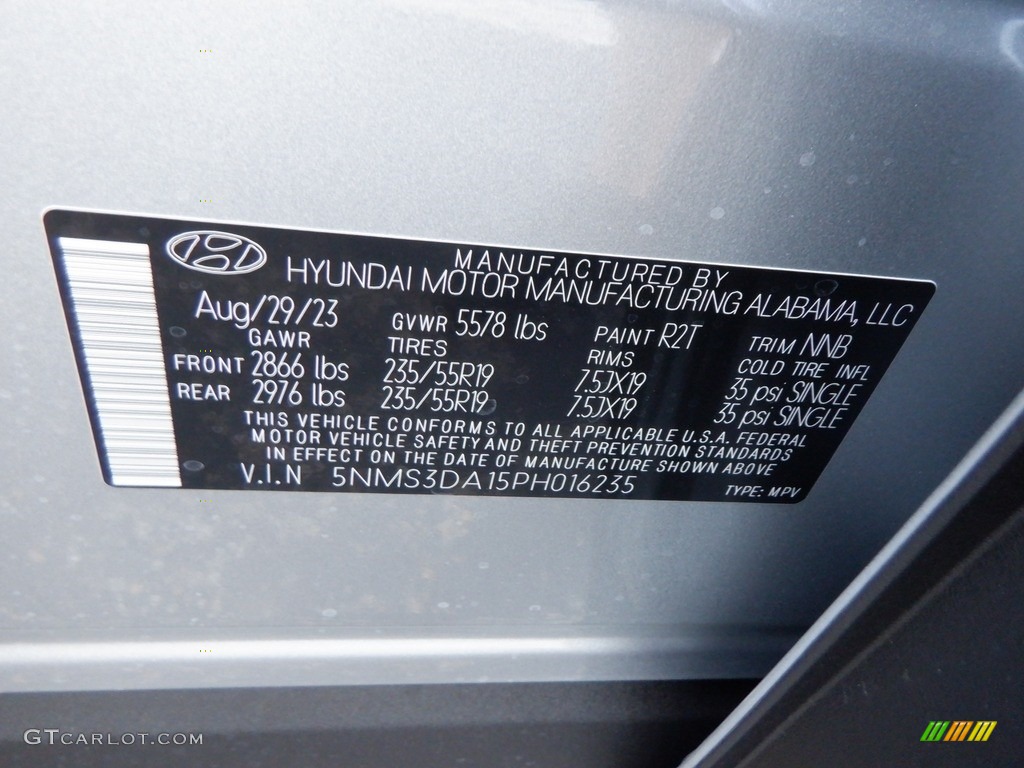 MANUFACTURED BY
HYUNDAI MOTOR MANUFACTURING ALABAMA, LLC
Aug/29/23 GVWR 5578 lbs PAINT R2T TRIM NNB
GAWR TIRES RIMS COLD TIRE INFL
FRONT 2866 lbs 235/55R19 7.5JX19 35 psi SINGLE
REAR 2976 lbs 235/55R19 7.5JX19 35 psi SINGLE
THIS VEHICLE CONFORMS TO ALL APPLICABLE U.S.A. FEDERAL
MOTOR VEHICLE SAFETY AND THEFT PREVENTION STANDARDS
IN EFFECT ON THE DATE OF MANUFACTURE SHOWN ABOVE
V.I.N 5NMS3DA15PH016235 TYPE: MPV
GTCARLOT.COM